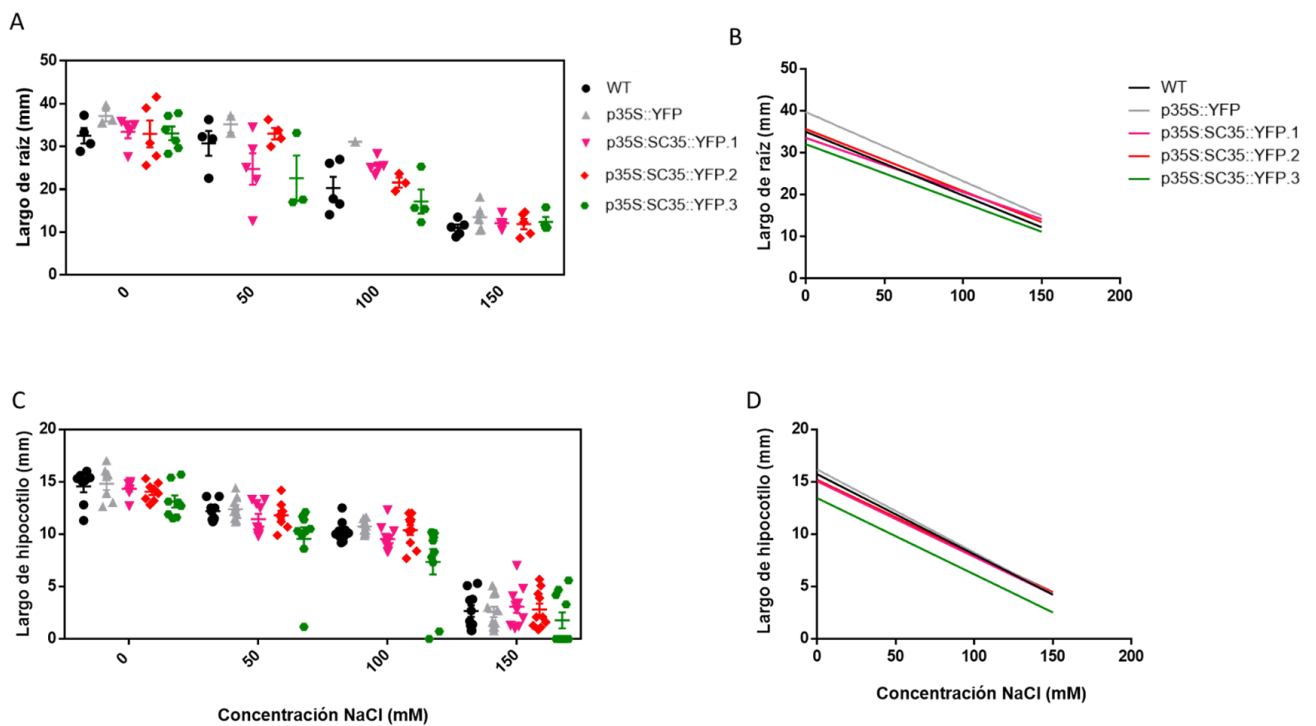 A
Largo de raiz (mm)
50
40
30
20
10
0
0
50
100
150
WT
p35S::YFP
p35S:SC35::YFP.1
p35S:SC35::YFP.2
p35S:SC35::YFP.3
B
Largo de raiz (mm)
50
40
30
20
10
0
0
50
100
150
200
WT
p35S::YFP
p35S:SC35::YFP.1
p35S:SC35::YFP.2
p35S:SC35::YFP.3
C
Largo de hipocotilo (mm)
20
15
10
5
0
0
50
100
150
Concentración NaCl (mM)
D
Largo de hipocotilo (mm)
20
15
10
5
0
0
50
100
150
200
Concentración NaCl (mM)